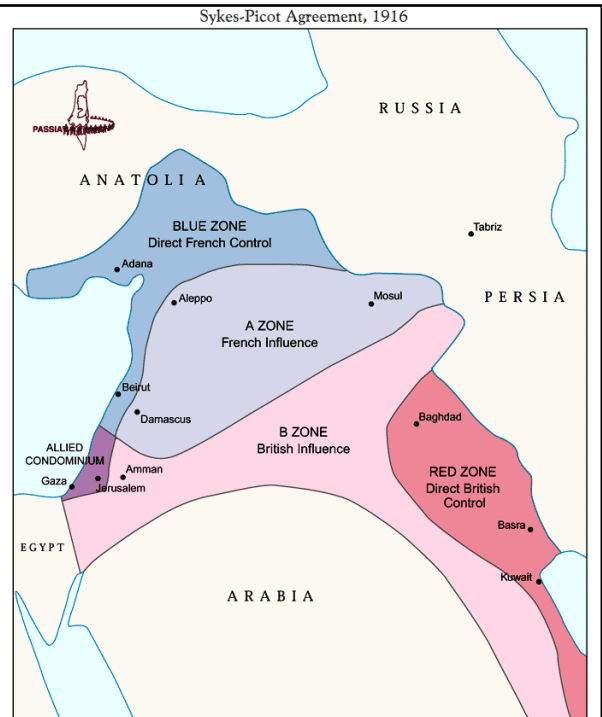 Sykes-Picot Agreement, 1916
RUSSIA
PASSIA
ANATOLIA
BLUE ZONE
Direct French Control
Tabriz
Adana
Aleppo
Mosul
PERSIA
A ZONE
French Influence
Beirut
Damascus
Baghdad
B ZONE
British Influence
ALLIED
CONDOMINIUM
Amman
Gaza
Jerusalem
RED ZONE
Direct British
Control
Basra
EGYPT
Kuwait
ARABIA